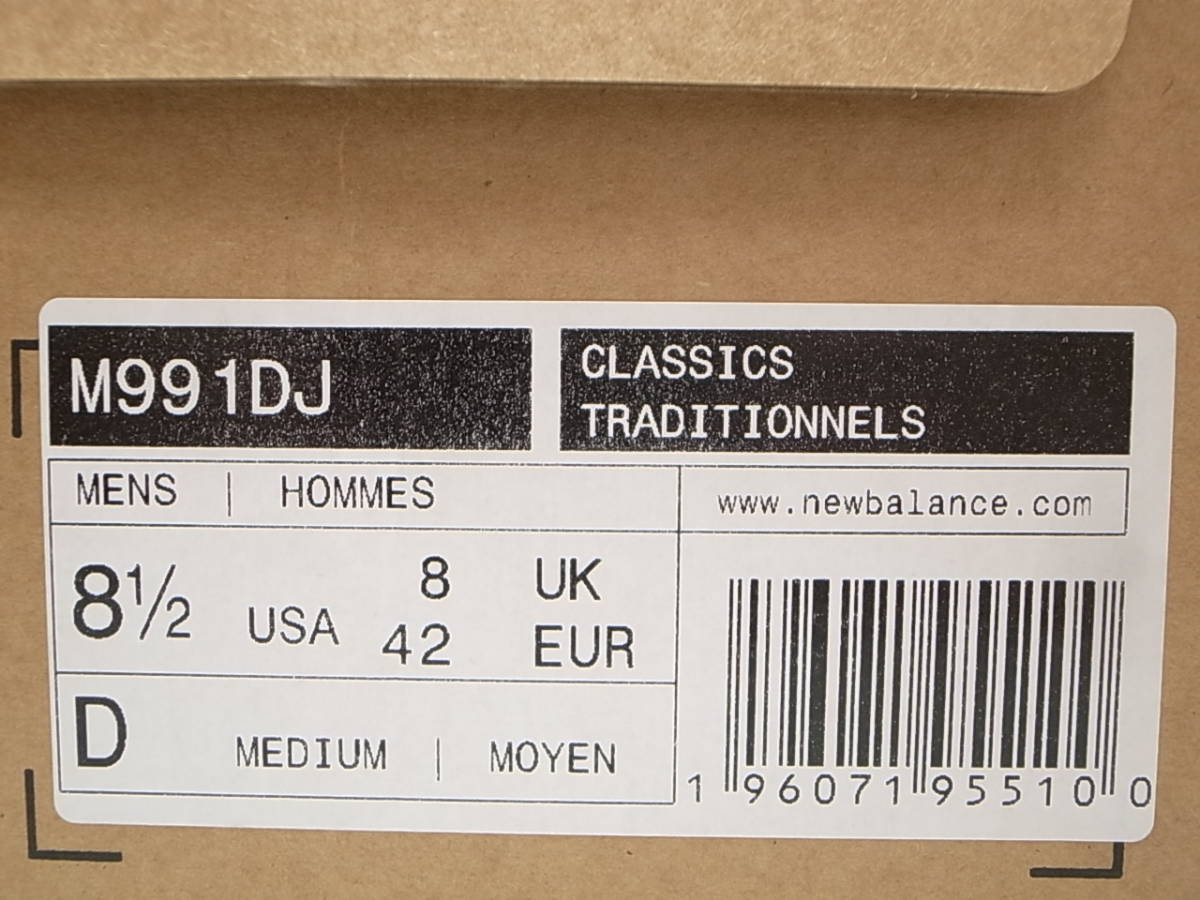 M991DJ
CLASSICS
TRADITIONNELS
MENS | HOMMES
www.newbalance.com
8½ USA
8 UK
42 EUR
D MEDIUM | MOYEN
1 96071 95510 0